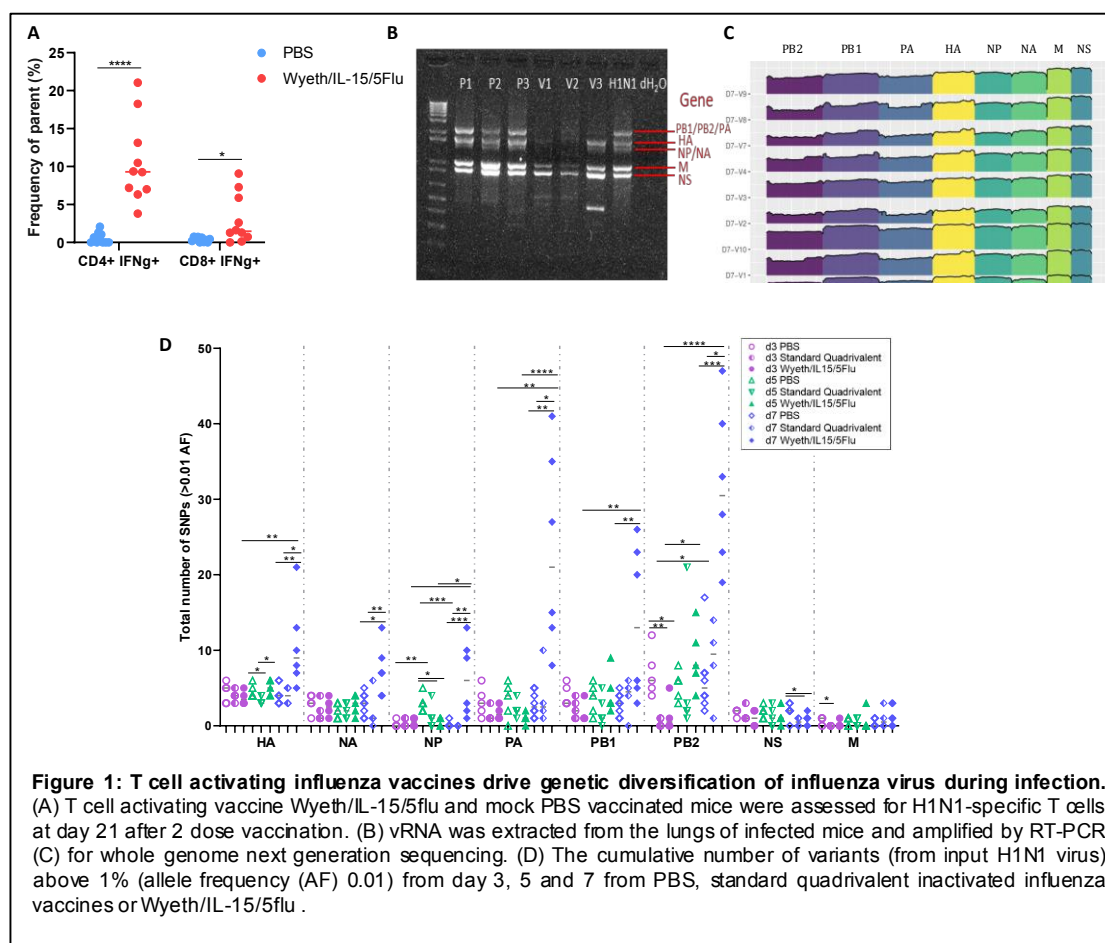 A
PBS
Wyeth/IL-15/5Flu
Frequency of parent (%)
25
20
15
10
5
0
****
*
CD4+ IFNg+
CD8+ IFNg+
B
P1 P2 P3 V1 V2 V3 H1N1 dH2O
Gene
PB1/PB2/PA
HA
NP/NA
M
NS
C
PB2 PB1 PA HA NP NA M NS
D7-V9
D7-V8
D7-V7
D7-V4
D7-V3
D7-V2
D7-V10
D7-V1
D
Total number of SNPs (>0.01 AF)
50
40
30
20
10
0
HA NA NP PA PB1 PB2 NS M
d3 PBS
d3 Standard Quadrivalent
d3 Wyeth/IL15/5Flu
d5 PBS
d5 Standard Quadrivalent
d5 Wyeth/IL15/5Flu
d7 PBS
d7 Standard Quadrivalent
d7 Wyeth/IL15/5Flu
Figure 1: T cell activating influenza vaccines drive genetic diversification of influenza virus during infection.
(A) T cell activating vaccine Wyeth/IL-15/5flu and mock PBS vaccinated mice were assessed for H1N1-specific T cells
at day 21 after 2 dose vaccination. (B) vRNA was extracted from the lungs of infected mice and amplified by RT-PCR
(C) for whole genome next generation sequencing. (D) The cumulative number of variants (from input H1N1 virus)
above 1% (allele frequency (AF) 0.01) from day 3, 5 and 7 from PBS, standard quadrivalent inactivated influenza
vaccines or Wyeth/IL-15/5flu .